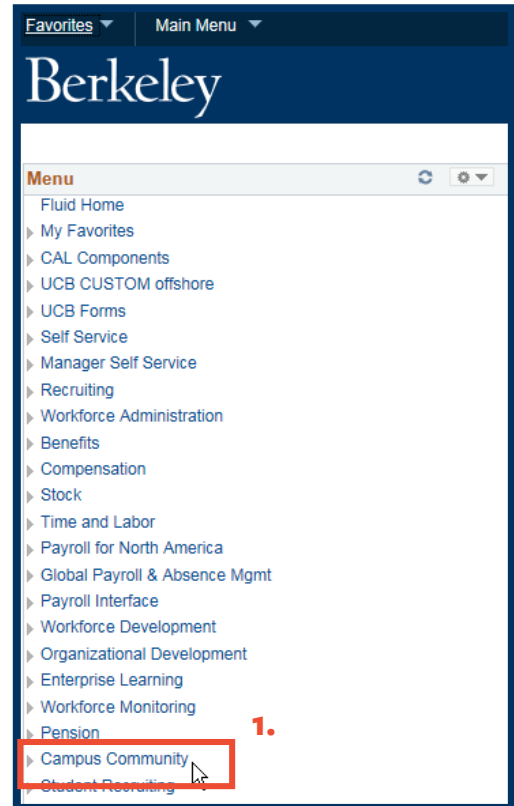 Favorites Main Menu
Berkeley
Menu
Fluid Home
My Favorites
CAL Components
UCB CUSTOM offshore
UCB Forms
Self Service
Manager Self Service
Recruiting
Workforce Administration
Benefits
Compensation
Stock
Time and Labor
Payroll for North America
Global Payroll & Absence Mgmt
Payroll Interface
Workforce Development
Organizational Development
Enterprise Learning
Workforce Monitoring
Pension
1.
Campus Community
Student Recruiting